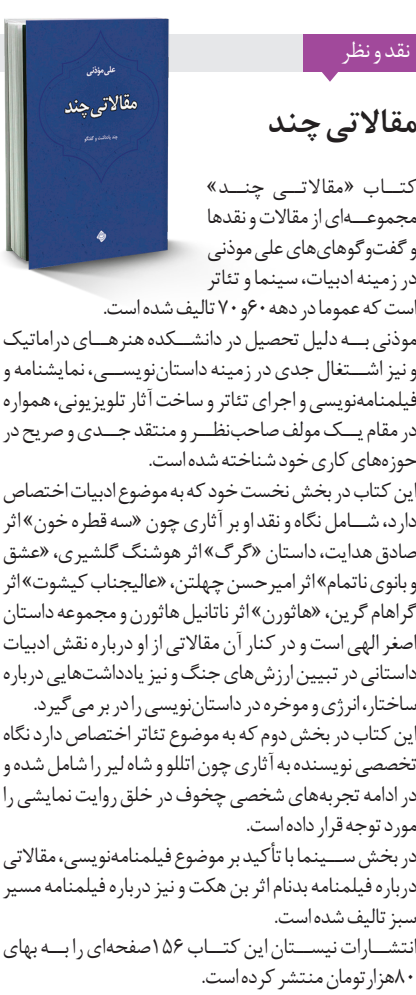 نقد و نظر
علی موذنی
مقالاتی چند
چند یادداشت و گفتگو
مقالاتی چند
کتاب «مقالاتی چند»
مجموعه‌ای از مقالات و نقدها
و گفت‌وگوهای‌های علی موذنی
در زمینه ادبیات، سینما و تئاتر
است که عموما در دهه ۶۰و ۷۰ تالیف شده است.
موذنی به دلیل تحصیل در دانشکده هنرهای دراماتیک
و نیز اشتغال جدی در زمینه داستان‌نویسی، نمایشنامه و
فیلمنامه‌نویسی و اجرای تئاتر و ساخت آثار تلویزیونی، همواره
در مقام یک مولف صاحب‌نظر و منتقد جدی و صریح در
حوزه‌های کاری خود شناخته شده است.
این کتاب در بخش نخست خود که به موضوع ادبیات اختصاص
دارد، شامل نگاه و نقد او بر آثاری چون «سه قطره خون» اثر
صادق هدایت، داستان «گرگ» اثر هوشنگ گلشیری، «عشق
و بانوی ناتمام» اثر امیرحسن چهلتن، «عالیجناب کیشوت» اثر
گراهام گرین، «هاثورن» اثر ناتانیل هاثورن و مجموعه داستان
اصغر الهی است و در کنار آن مقالاتی از او درباره نقش ادبیات
داستانی در تبیین ارزش‌های جنگ و نیز یادداشت‌هایی درباره
ساختار، انرژی و موخره در داستان‌نویسی را در بر می گیرد.
این کتاب در بخش دوم که به موضوع تئاتر اختصاص دارد نگاه
تخصصی نویسنده به آثاری چون اتللو و شاه لیر را شامل شده و
در ادامه تجربه‌های شخصی چخوف در خلق روایت نمایشی را
مورد توجه قرار داده است.
در بخش سینما با تأکید بر موضوع فیلمنامه‌نویسی، مقالاتی
درباره فیلمنامه بدنام اثر بن هکت و نیز درباره فیلمنامه مسیر
سبز تالیف شده است.
انتشارات نیستان این کتاب ۱۵۶صفحه‌ای را به بهای
۸۰هزار تومان منتشر کرده است.